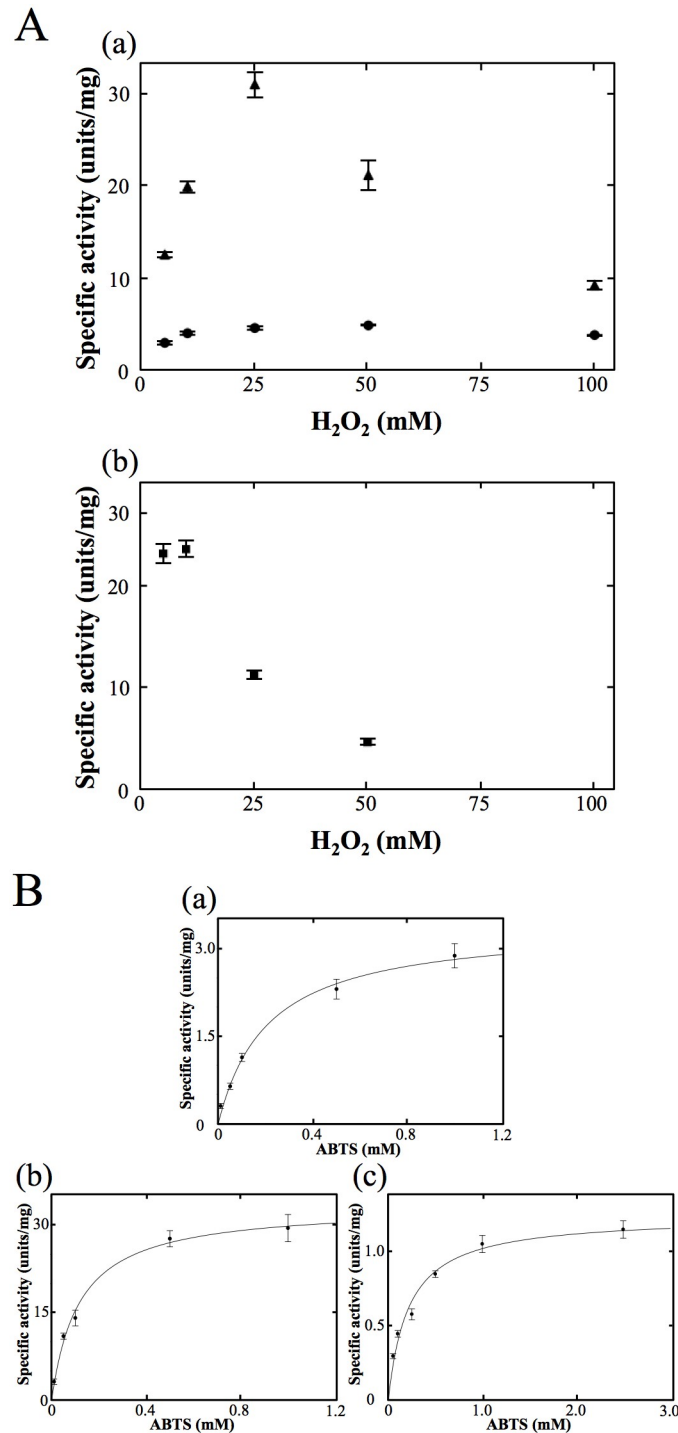 A
(a)
Specific activity (units/mg)
30
20
10
0
0 25 50 75 100
H₂O₂ (mM)
(b)
Specific activity (units/mg)
30
20
10
0
0 25 50 75 100
H₂O₂ (mM)
B
(a)
Specific activity (units/mg)
3.0
1.5
0
0 0.4 0.8 1.2
ABTS (mM)
(b)
Specific activity (units/mg)
30
15
0
0 0.4 0.8 1.2
ABTS (mM)
(c)
Specific activity (units/mg)
1.0
0.5
0
0 1.0 2.0 3.0
ABTS (mM)